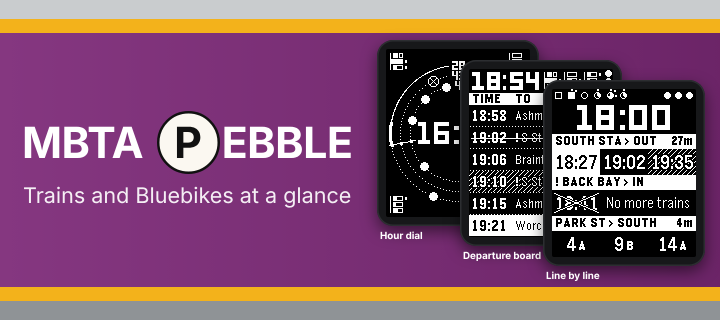 MBTA PEBBLE
Trains and Bluebikes at a glance
16:
Hour dial
18:54
TIME TO
18:58 Ashm
19:02
19:06 Brain
19:10
19:15 Ashm
19:21 Worc
Departure board
18:00
SOUTH STA > OUT 27m
18:27 19:02 19:35
! BACK BAY > IN
18:41 No more trains
PARK ST > SOUTH 4m
4A 9B 14A
Line by line